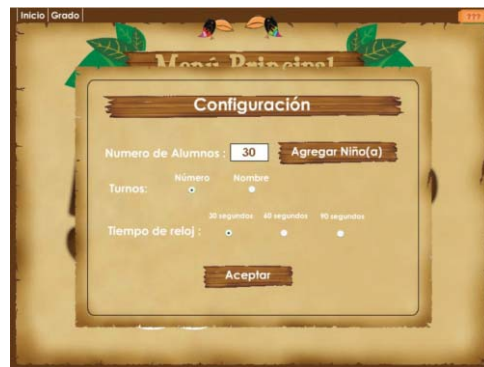 Inicio Grado
???
Menú Principal
Configuración
Numero de Alumnos : 30 Agregar Niño(a)
Número Nombre
Turnos:
30 segundos 60 segundos 90 segundos
Tiempo de reloj :
Aceptar